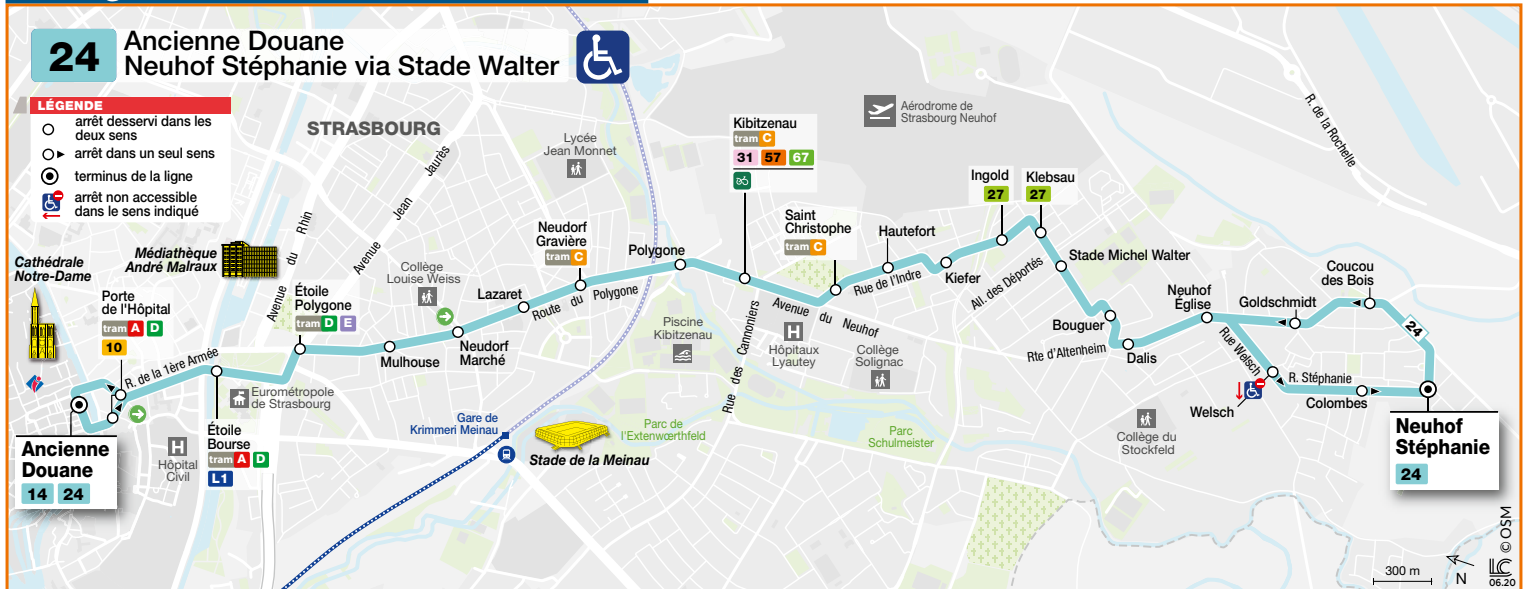 24
Ancienne Douane
Neuhof Stéphanie via Stade Walter
LÉGENDE
arrêt desservi dans les
deux sens
arrêt dans un seul sens
terminus de la ligne
arrêt non accessible
dans le sens indiqué
STRASBOURG
Cathédrale
Notre-Dame
Médiathèque
André Malraux
Porte
de l'Hôpital
tram A D
10
Ancienne
Douane
14 24
R. de la 1ère Armée
H
Hôpital
Civil
Étoile
Bourse
tram A D
L1
Eurométropole
de Strasbourg
Avenue du Rhin
Étoile
Polygone
tram D E
Avenue Jean Jaurès
Collège
Louise Weiss
Mulhouse
Neudorf
Marché
Lazaret
Route du Polygone
Neudorf
Gravière
tram C
Lycée
Jean Monnet
Polygone
Gare de
Krimmeri Meinau
Stade de la Meinau
Piscine
Kibitzenau
Parc de
l'Extenwœrthfeld
Rue des Cannoniers
Kibitzenau
tram C
31 57 67
Aérodrome de
Strasbourg Neuhof
Saint
Christophe
tram C
Avenue du Neuhof
H
Hôpitaux
Lyautey
Collège
Solignac
Parc
Schulmeister
Hautefort
Rue de l'Indre
Kiefer
Ingold
27
Klebsau
27
All. des Déportés
Stade Michel Walter
Bouguer
Rte d'Altenheim
Dalis
Neuhof
Église
Collège du
Stockfeld
Rue Welsch
Welsch
R. Stéphanie
Colombes
Goldschmidt
Coucou
des Bois
24
Neuhof
Stéphanie
24
R. de la Rochelle
300 m
N
LC
06.20
© OSM